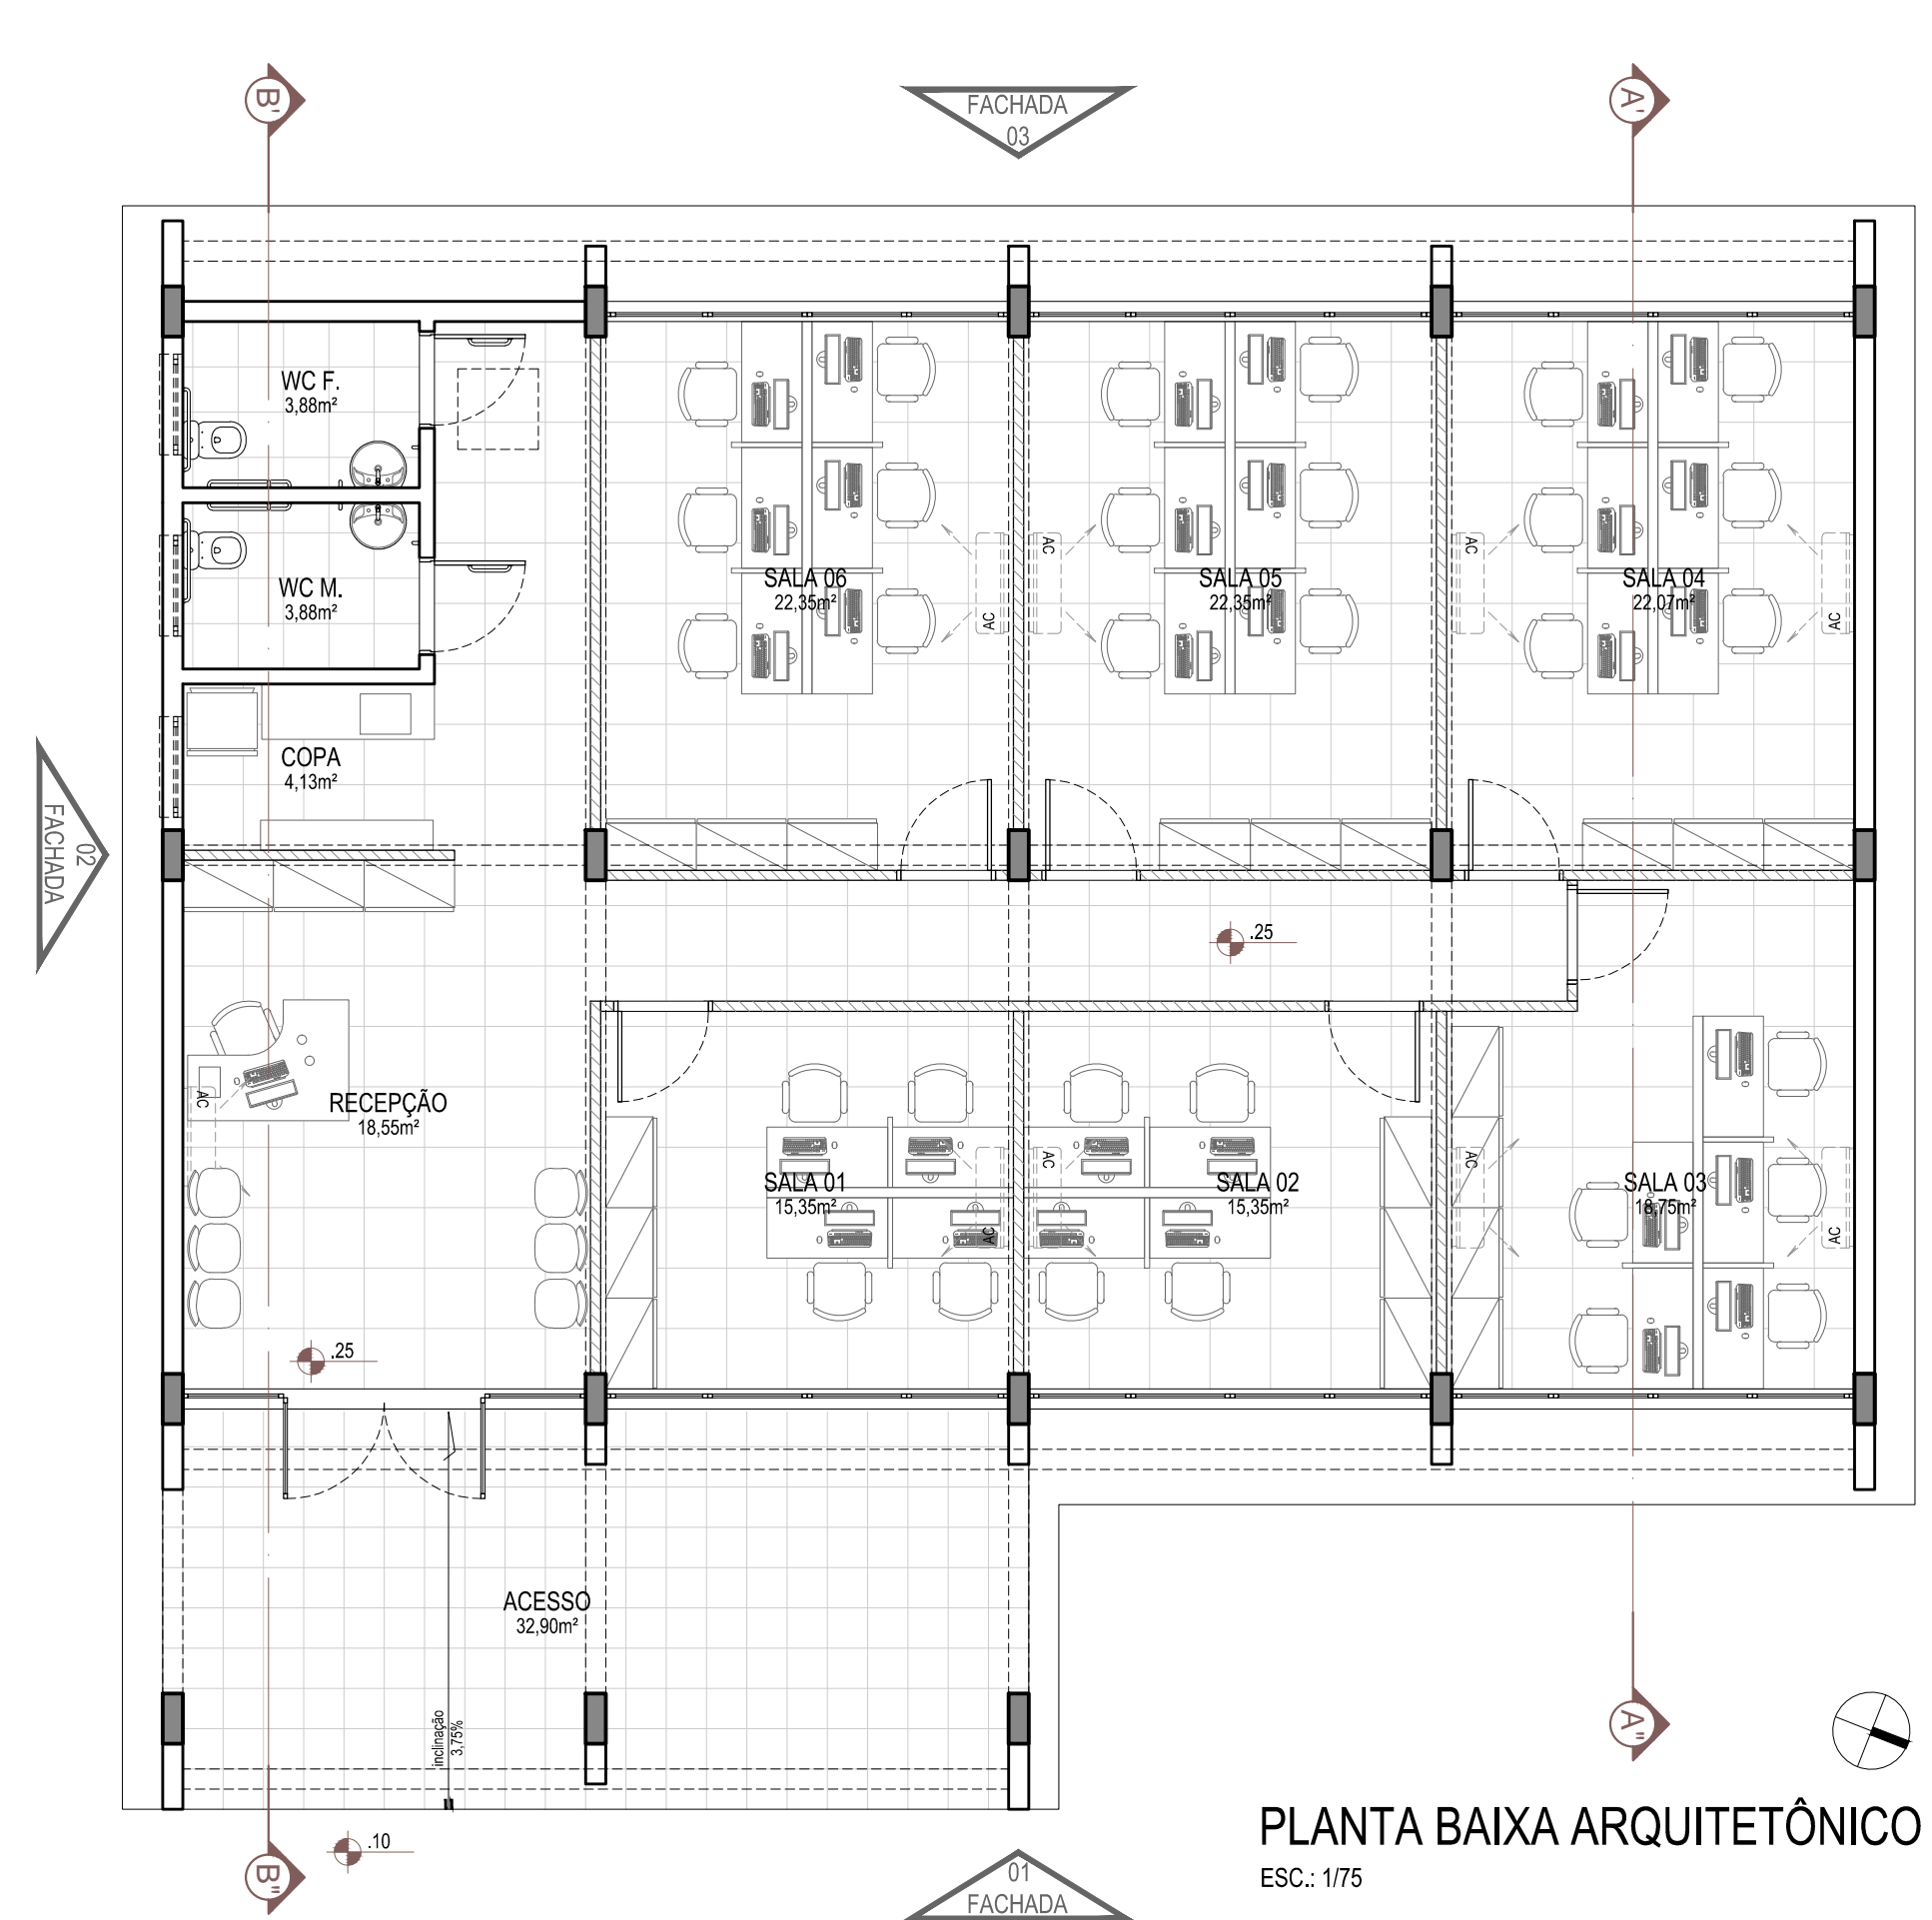 B'
FACHADA
03
A'
WC F.
3,88m²
WC M.
3,88m²
SALA 06
22,35m²
AC
AC
SALA 05
22,35m²
AC
SALA 04
22,07m²
AC
COPA
4,13m²
FACHADA
02
.25
RECEPÇÃO
18,55m²
AC
SALA 01
15,35m²
AC
AC
SALA 02
15,35m²
AC
SALA 03
18,75m²
AC
.25
ACESSO
32,90m²
inclinação
3,75%
A"
B"
.10
01
FACHADA
PLANTA BAIXA ARQUITETÔNICO
ESC.: 1/75